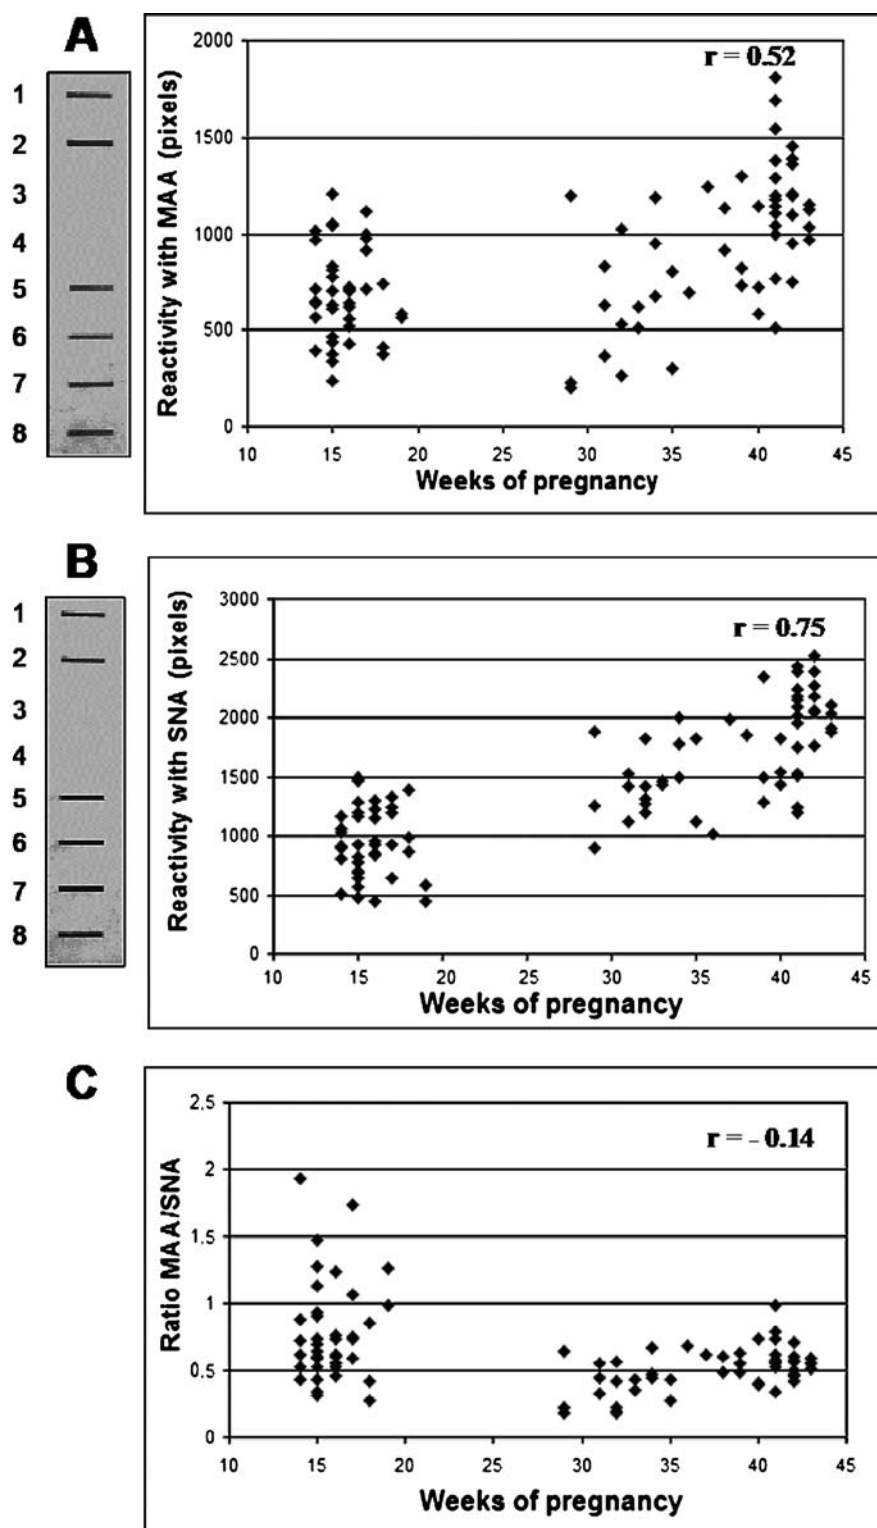 A
1
2
3
4
5
6
7
8
Reactivity with MAA (pixels)
2000
1500
1000
500
0
r = 0.52
10 15 20 25 30 35 40 45
Weeks of pregnancy
B
1
2
3
4
5
6
7
8
Reactivity with SNA (pixels)
3000
2500
2000
1500
1000
500
0
r = 0.75
10 15 20 25 30 35 40 45
Weeks of pregnancy
C
Ratio MAA/SNA
2.5
2
1.5
1
0.5
0
r = - 0.14
10 15 20 25 30 35 40 45
Weeks of pregnancy